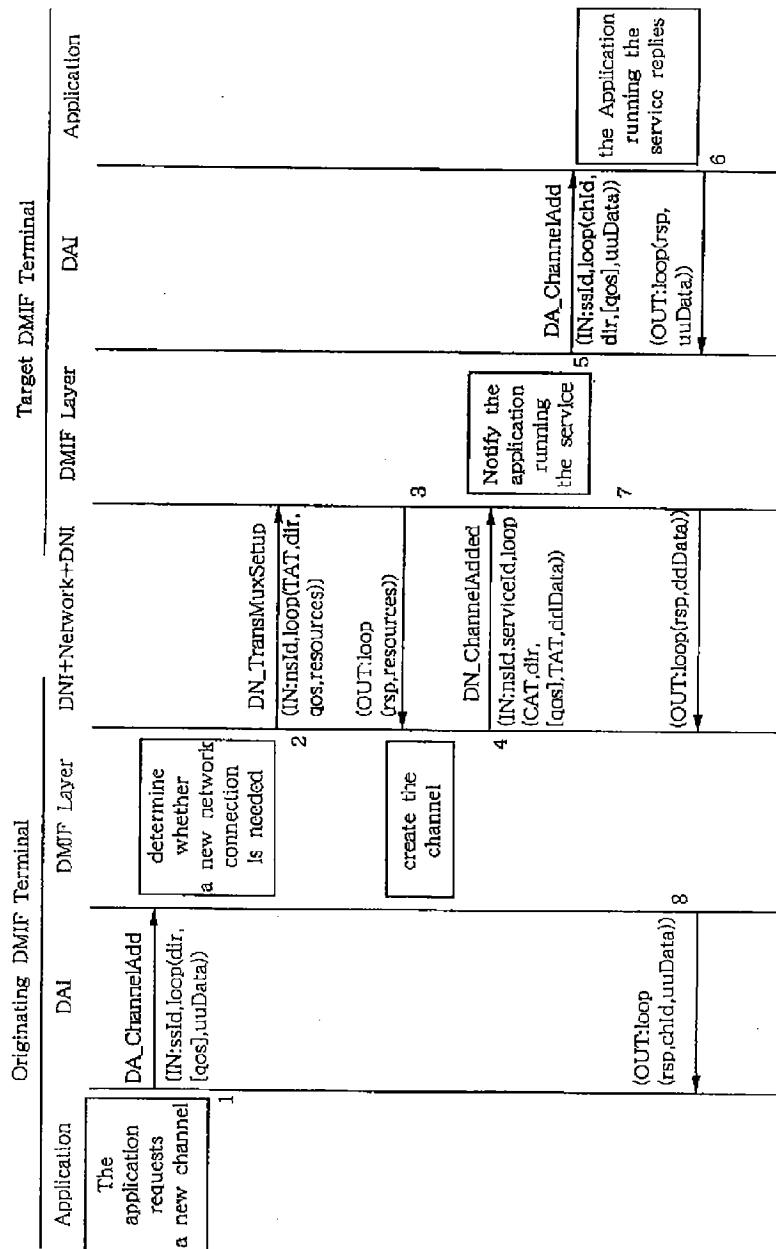 Originating DMIF Terminal
Target DMIF Terminal
Application
DAI
DMIF Layer
DNI+Network+DNI
DMIF Layer
DAI
Application
The
application
requests
a new channel
1
DA_ChannelAdd
(IN:ssId,loop(dir,
[qos],uuData))
determine
whether
a new network
connection
is needed
2
DN_TransMuxSetup
(IN:nsId,loop(TAT,dir,
qos,resources))
3
(OUT:loop
(rsp,resources))
create the
channel
4
DN_ChannelAdded
(IN:nsId,serviceId,loop
(CAT,dir,
[qos],TAT,ddData))
Notify the
application
running
the service
5
DA_ChannelAdd
(IN:ssId,loop(chId,
dir,[qos],uuData))
the Application
running the
service replies
6
(OUT:loop(rsp,
uuData))
7
(OUT:loop(rsp,ddData))
8
(OUT:loop
(rsp,chId,uuData))